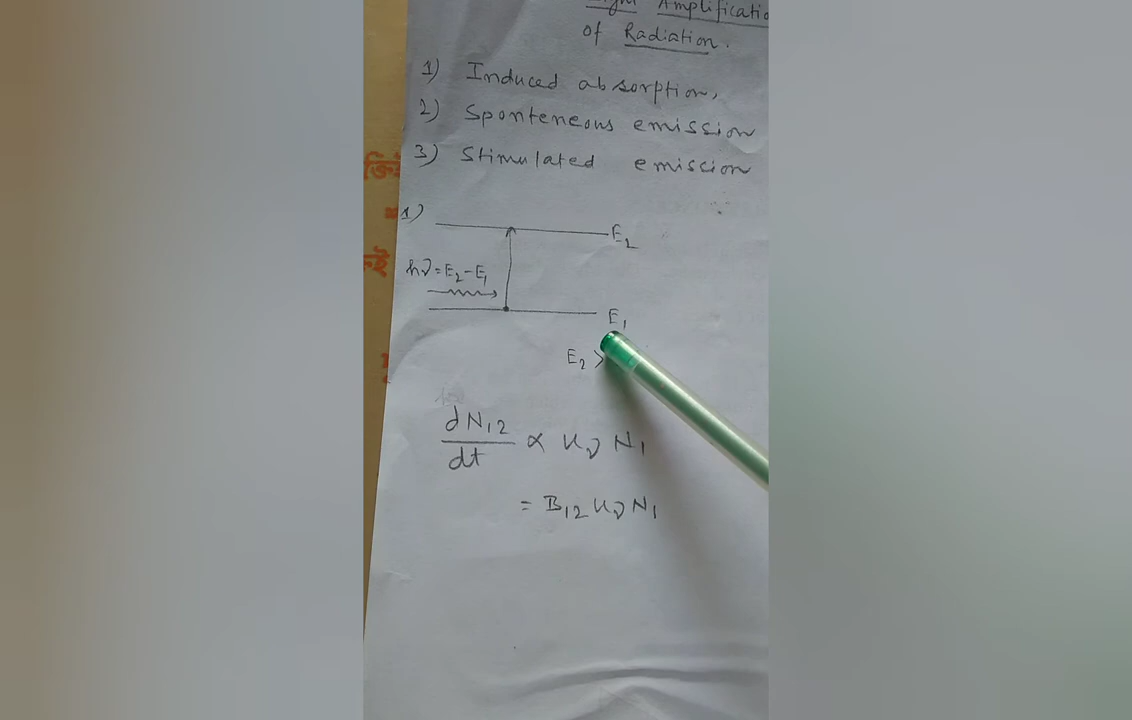 Light Amplificatio
of Radiation.
1) Induced absorption,
2) Sponteneous emission
3) Stimulated emission
1)
E₂
hν = E₂-E₁
E₁
E₂ >
dN₁₂/dt ∝ uν N₁
= B₁₂ uν N₁